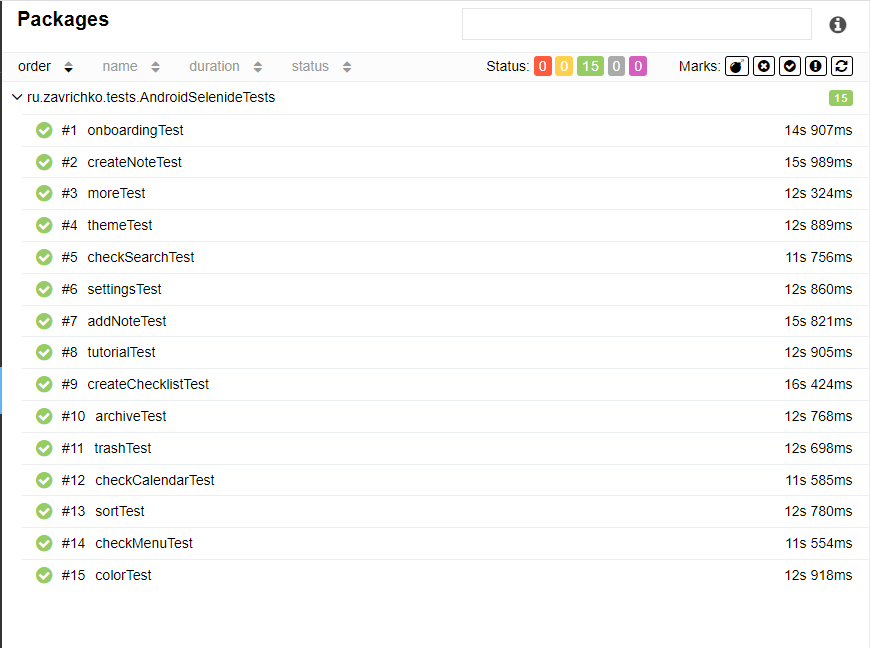 Packages
order name duration status Status: 0 0 15 0 0 Marks:
ru.zavrichko.tests.AndroidSelenideTests 15
#1 onboardingTest 14s 907ms
#2 createNoteTest 15s 989ms
#3 moreTest 12s 324ms
#4 themeTest 12s 889ms
#5 checkSearchTest 11s 756ms
#6 settingsTest 12s 860ms
#7 addNoteTest 15s 821ms
#8 tutorialTest 12s 905ms
#9 createChecklistTest 16s 424ms
#10 archiveTest 12s 768ms
#11 trashTest 12s 698ms
#12 checkCalendarTest 11s 585ms
#13 sortTest 12s 780ms
#14 checkMenuTest 11s 554ms
#15 colorTest 12s 918ms